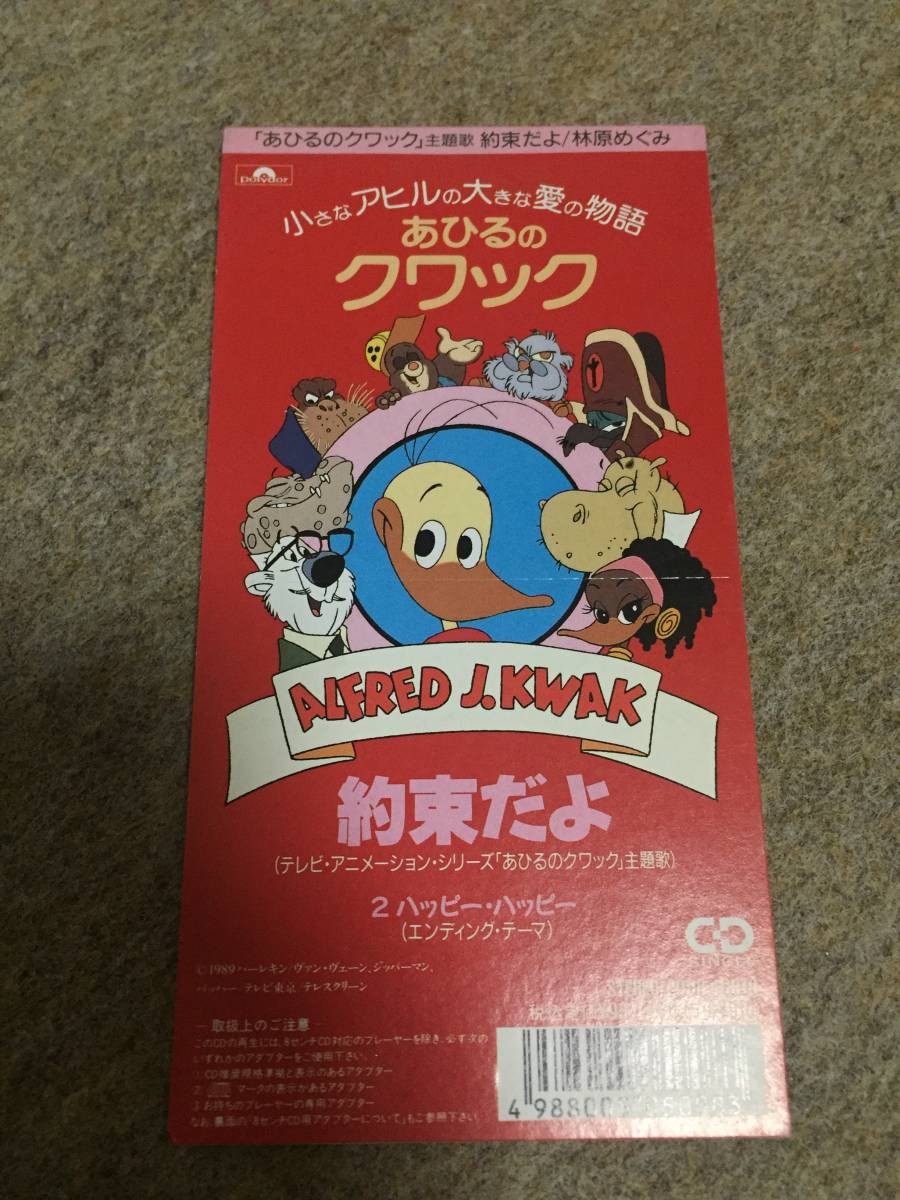 「あひるのクワック」主題歌 約束だよ/林原めぐみ
polydor
小さなアヒルの大きな愛の物語
あひるの
クワック
ALFRED J.KWAK
約束だよ
(テレビ・アニメーション・シリーズ「あひるのクワック」主題歌)
2 ハッピー・ハッピー
(エンディング・テーマ)
CD
SINGLE
©1989ハーレキン/ヴァン・ヴェーン、ジッパーマン、
バッハー/テレビ東京/テレスクリーン
取扱上のご注意
このCDの再生には、8センチCD対応のプレーヤーを除き、必ず次の
いずれかのアダプターをご使用下さい。
1 CD推奨規格準拠と表示のあるアダプター
2 マークの表示があるアダプター
3 お持ちのプレーヤーの専用アダプター
なお、裏面の「8センチCD用アダプターについて」もご参照下さい。